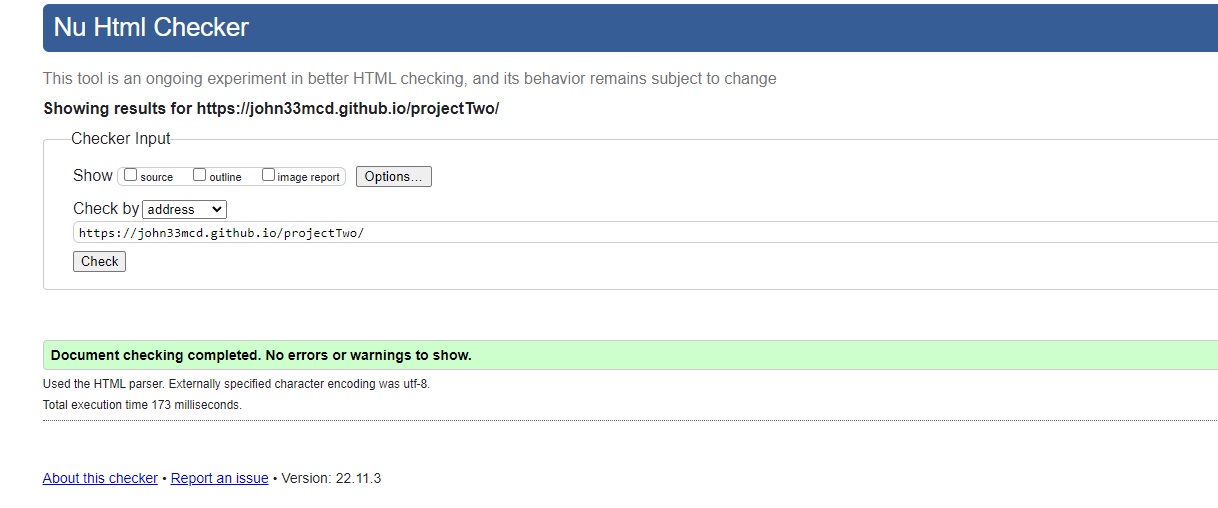 Nu Html Checker
This tool is an ongoing experiment in better HTML checking, and its behavior remains subject to change
Showing results for https://john33mcd.github.io/projectTwo/
Checker Input
Show source outline image report Options...
Check by address
https://john33mcd.github.io/projectTwo/
Check
Document checking completed. No errors or warnings to show.
Used the HTML parser. Externally specified character encoding was utf-8.
Total execution time 173 milliseconds.
About this checker • Report an issue • Version: 22.11.3